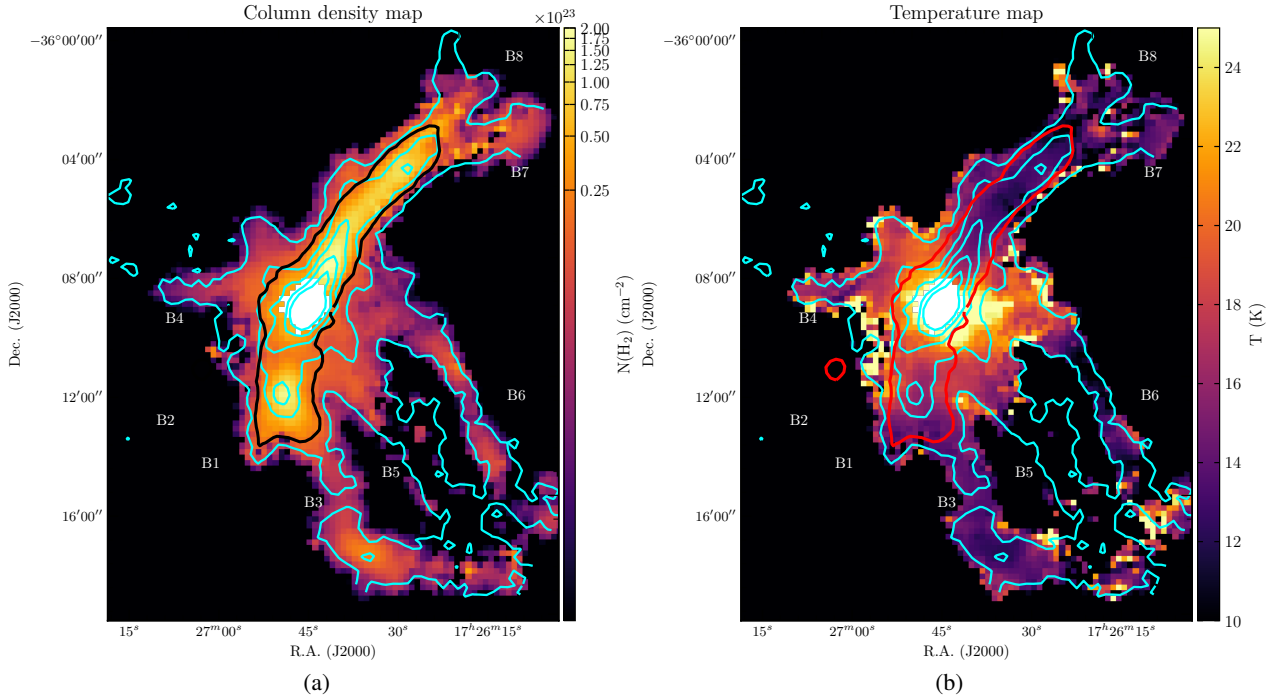 Column density map
Temperature map
×10²³
−36°00′00″
04′00″
08′00″
12′00″
16′00″
Dec. (J2000)
15ˢ
27ᵐ00ˢ
45ˢ
30ˢ
17ʰ26ᵐ15ˢ
R.A. (J2000)
B8
B7
B4
B6
B2
B1
B5
B3
2.00
1.75
1.50
1.25
1.00
0.75
0.50
0.25
N(H₂) (cm⁻²)
(a)
−36°00′00″
04′00″
08′00″
12′00″
16′00″
Dec. (J2000)
15ˢ
27ᵐ00ˢ
45ˢ
30ˢ
17ʰ26ᵐ15ˢ
R.A. (J2000)
B8
B7
B4
B6
B2
B1
B5
B3
24
22
20
18
16
14
12
10
T (K)
(b)